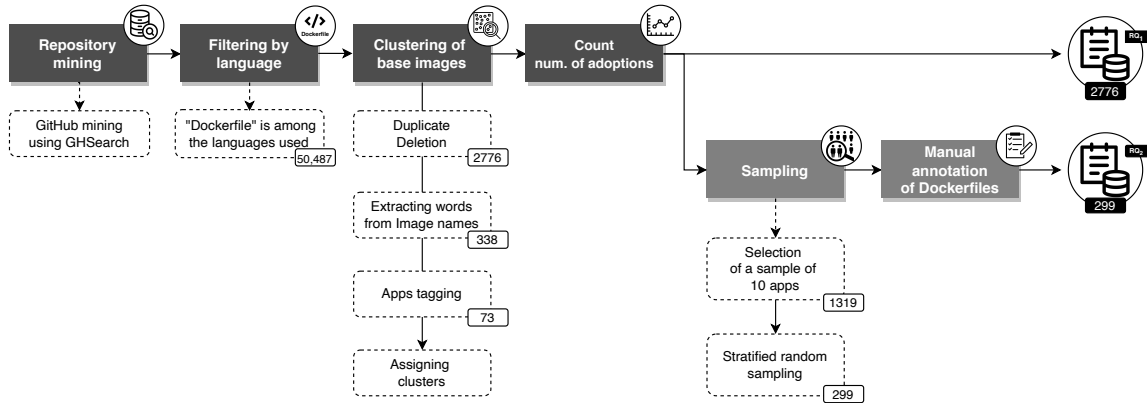 Repository
mining
Filtering by
language
Clustering of
base images
Count
num. of adoptions
</>
Dockerfile
RQ1
2776
GitHub mining
using GHSearch
"Dockerfile" is among
the languages used
50,487
Duplicate
Deletion
2776
Extracting words
from Image names
338
Apps tagging
73
Assigning
clusters
Sampling
Manual
annotation
of Dockerfiles
RQ2
299
Selection
of a sample of
10 apps
1319
Stratified random
sampling
299